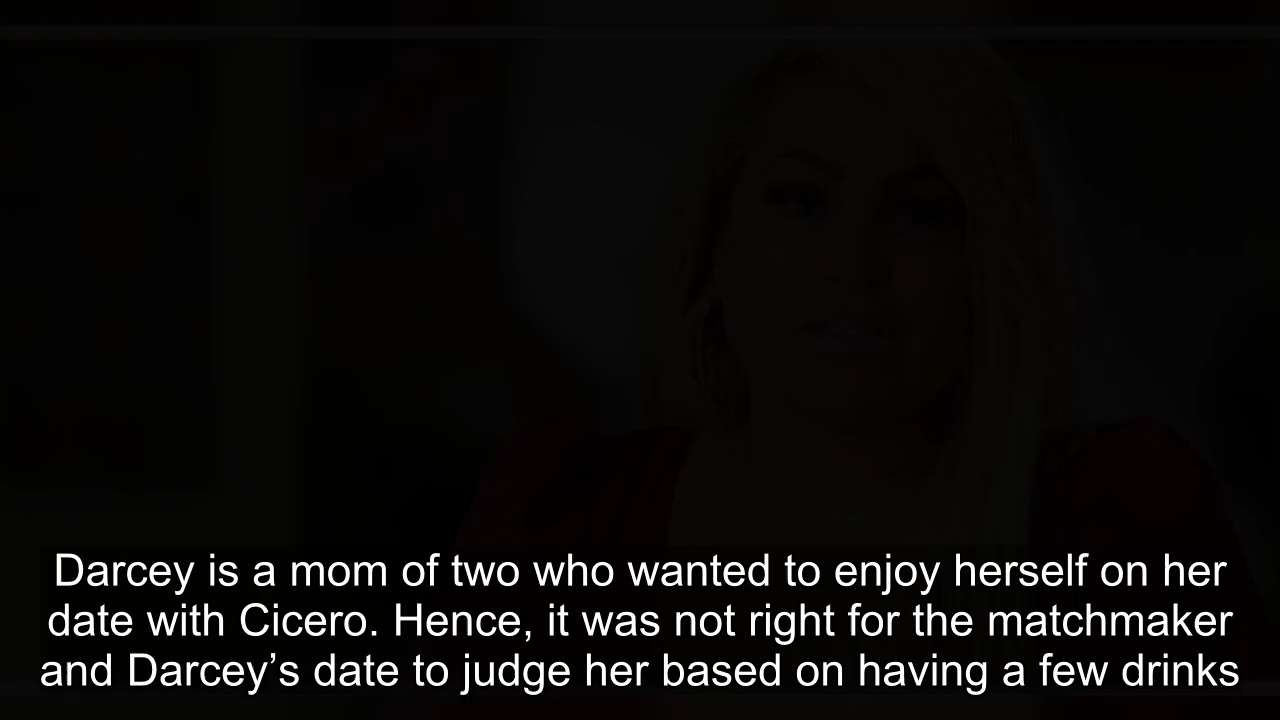 Darcey is a mom of two who wanted to enjoy herself on her
date with Cicero. Hence, it was not right for the matchmaker
and Darcey’s date to judge her based on having a few drinks